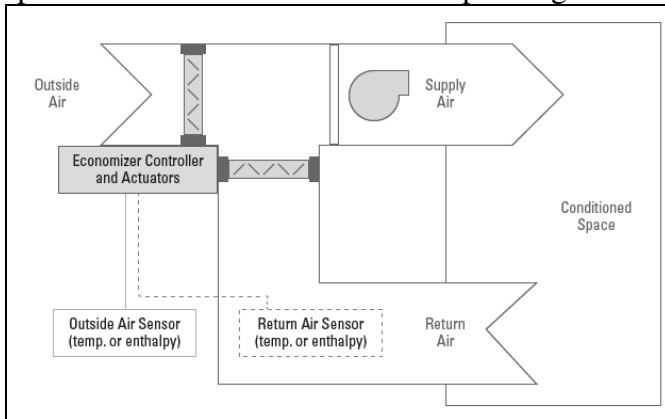 Outside
Air
Supply
Air
Economizer Controller
and Actuators
Conditioned
Space
Outside Air Sensor
(temp. or enthalpy)
Return Air Sensor
(temp. or enthalpy)
Return
Air